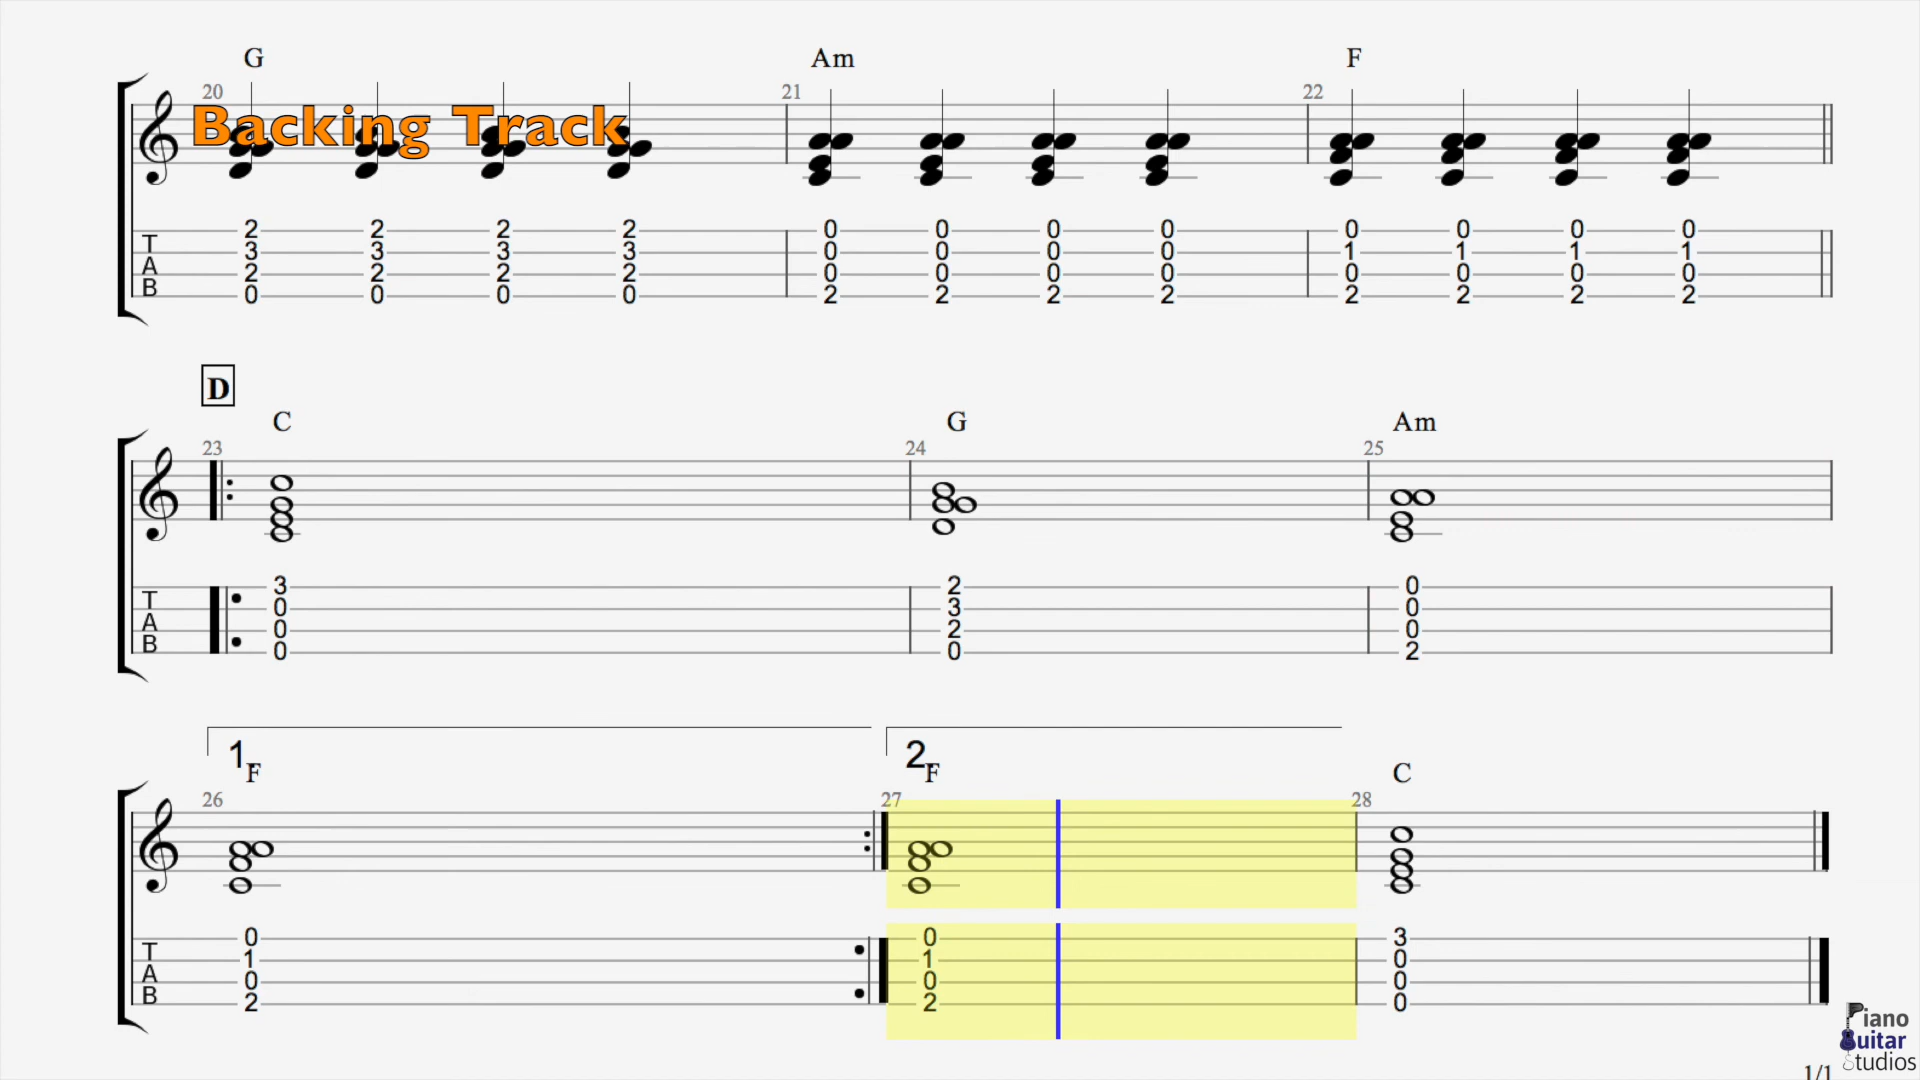 G Am F
20 21 22
Backing Track
T 2 2 2 2 0 0 0 0 0 0 0 0
A 3 3 3 3 0 0 0 0 1 1 1 1
B 2 2 2 2 0 0 0 0 0 0 0 0
0 0 0 0 2 2 2 2 2 2 2 2
D
C G Am
23 24 25
T 3 2 0
A 0 3 0
B 0 2 0
0 0 2
1. 2.
F F C
26 27 28
T 0 0 3
A 1 1 0
B 0 0 0
2 2 0
Piano
Guitar
Studios
1/1